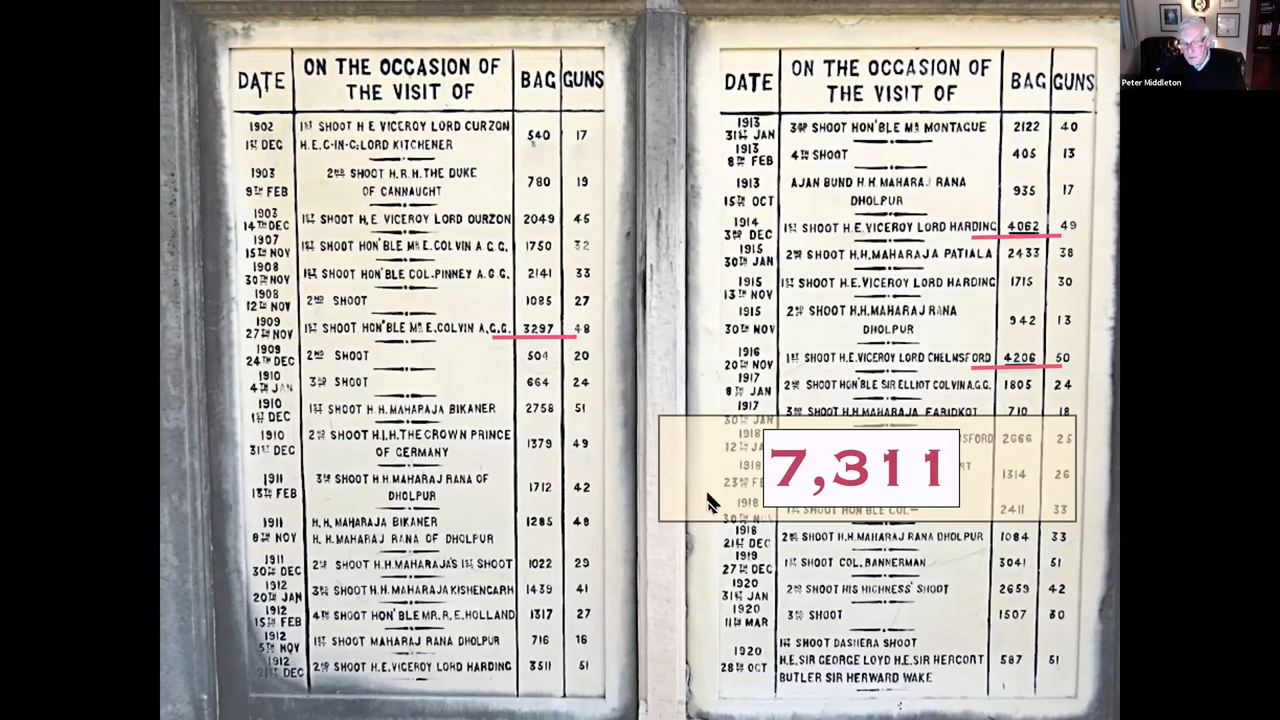 DATE ON THE OCCASION OF THE VISIT OF BAG GUNS
1902 1ST DEC 1ST SHOOT H E VICEROY LORD CURZON H.E.C-IN-C:LORD KITCHENER 540 17
1903 9TH FEB 2ND SHOOT H.R.H.THE DUKE OF CANNAUGHT 780 19
1903 14TH DEC 1ST SHOOT H,E. VICEROY LORD OURZON 2049 45
1907 15TH NOV 1ST SHOOT HON'BLE MR E.COLVIN A.G.G. 1750 32
1908 30TH NOV 1ST SHOOT HON'BLE COL-PINNEY A.G.G. 2141 33
1908 12TH NOV 2ND SHOOT 1085 27
1909 27TH NOV 1ST SHOOT HON'BLE MR E.COLVIN A.G.G. 3297 48
1909 24TH DEC 2ND SHOOT 504 20
1910 4TH JAN 3RD SHOOT 664 24
1910 1ST DEC 1ST SHOOT H.H.MAHARAJA BIKANER 2758 51
1910 31ST DEC 2ND SHOOT H.I.H.THE CROWN PRINCE OF GERMANY 1379 49
1911 13TH FEB 3RD SHOOT H H MAHARAJ RANA OF DHOLPUR 1712 42
1911 8TH NOV H.H. MAHARAJA BIKANER H. H. MAHARAJ RANA OF DHOLPUR 1285 48
1911 30TH DEC 2ND SHOOT H.H.MAHARAJA'S 1ST SHOOT 1022 29
1912 20TH JAN 3RD SHOOT H.H.MAHARAJA KISHENGARH 1439 41
1912 15TH FEB 4TH SHOOT HON'BLE MR.R.E.HOLLAND 1317 27
1912 5TH NOV 1ST SHOOT MAHARAJ RANA DHOLPUR 716 16
1912 DEC 2ND SHOOT H.E.VICEROY LORD HARDING 3511 51
DATE ON THE OCCASION OF THE VISIT OF BAG GUNS
1913 31ST JAN 3RD SHOOT HON'BLE MR MONTAGUE 2122 40
1913 8TH FEB 4TH SHOOT 405 13
1913 15TH OCT AJAN BUND H.H. MAHARAJ RANA DHOLPUR 935 17
1914 3RD DEC 1ST SHOOT H.E.VICEROY LORD HARDING 4062 49
1915 30TH JAN 2ND SHOOT H.H.MAHARAJA PATIALA 2433 38
1915 13TH NOV 1ST SHOOT H.E.VICEROY LORD HARDING 1715 30
1915 30TH NOV 2ND SHOOT H.H.MAHARAJ RANA DHOLPUR 942 13
1916 20TH NOV 1ST SHOOT H.E.VICEROY LORD CHELMSFORD 4206 50
1917 8TH JAN 2ND SHOOT HON'BLE SIR ELLIOT COLVIN A.G.G. 1805 24
1917 30TH JAN 3RD SHOOT H.H.MAHARAJA FARIDKOT 710 18
1918 12TH 2666 25
1918 23RD 1314 26
1918 30TH 1ST SHOOT HON'BLE COL- 2411 33
7,311
1918 21ST DEC 2ND SHOOT H.H.MAHARAJ RANA DHOLPUR 1084 33
1919 27TH DEC 1ST SHOOT COL. BANNERMAN 3041 51
1920 31ST JAN 2ND SHOOT HIS HIGHNESS' SHOOT 2659 42
1920 11TH MAR 3RD SHOOT 1507 30
1920 28TH OCT 1ST SHOOT DASHERA SHOOT H.E.SIR GEORGE LOYD H.E.SIR HERCORT BUTLER SIR HERWARD WAKE 587 51
Peter Middleton